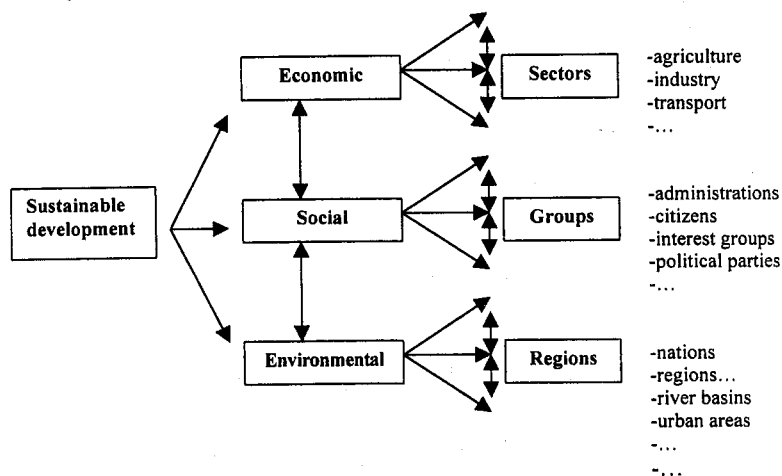 Sustainable
development
Economic
Social
Environmental
Sectors
-agriculture
-industry
-transport
-...
Groups
-administrations
-citizens
-interest groups
-political parties
-...
Regions
-nations
-regions...
-river basins
-urban areas
-...
-...